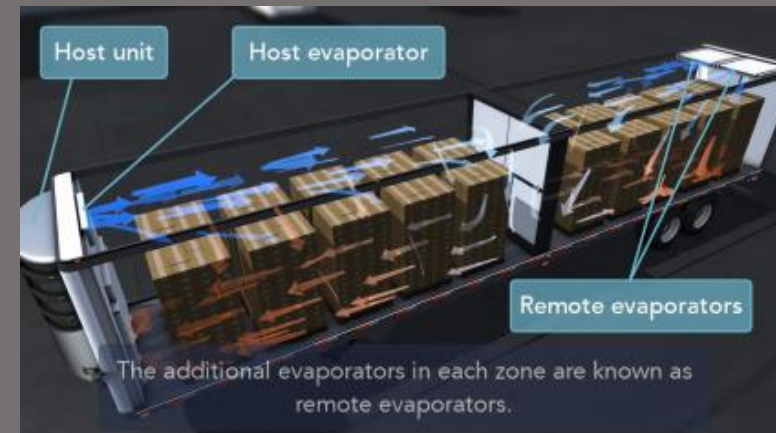 Host unit
Host evaporator
Remote evaporators
The additional evaporators in each zone are known as
remote evaporators.